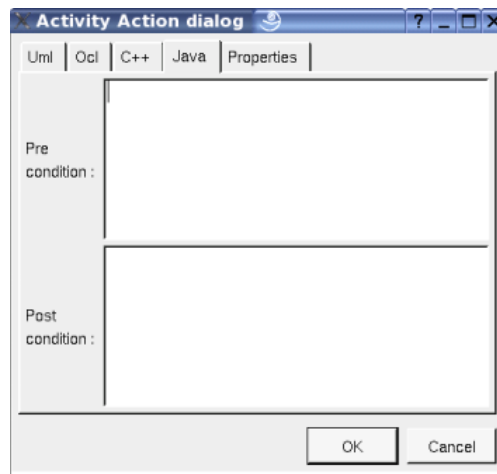 Activity Action dialog
Uml Ocl C++ Java Properties
Pre
condition :
Post
condition :
OK Cancel